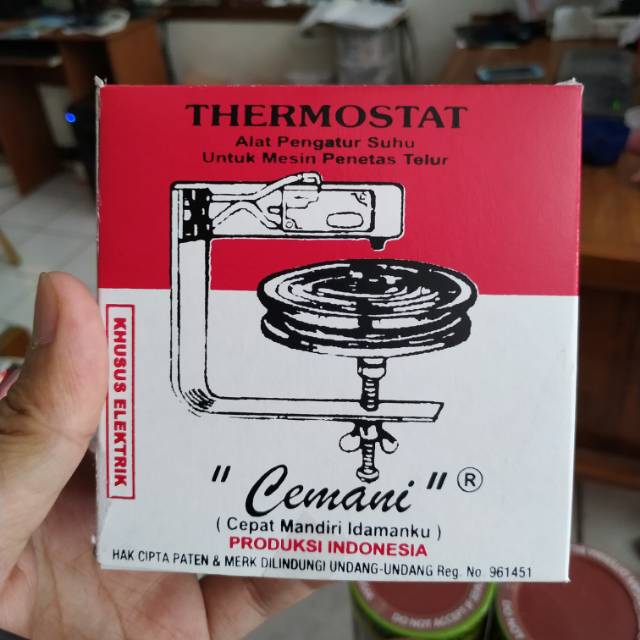 THERMOSTAT
Alat Pengatur Suhu
Untuk Mesin Penetas Telur
KHUSUS ELEKTRIK
" Cemani " ®
( Cepat Mandiri Idamanku )
PRODUKSI INDONESIA
HAK CIPTA PATEN & MERK DILINDUNGI UNDANG-UNDANG Reg. No. 961451